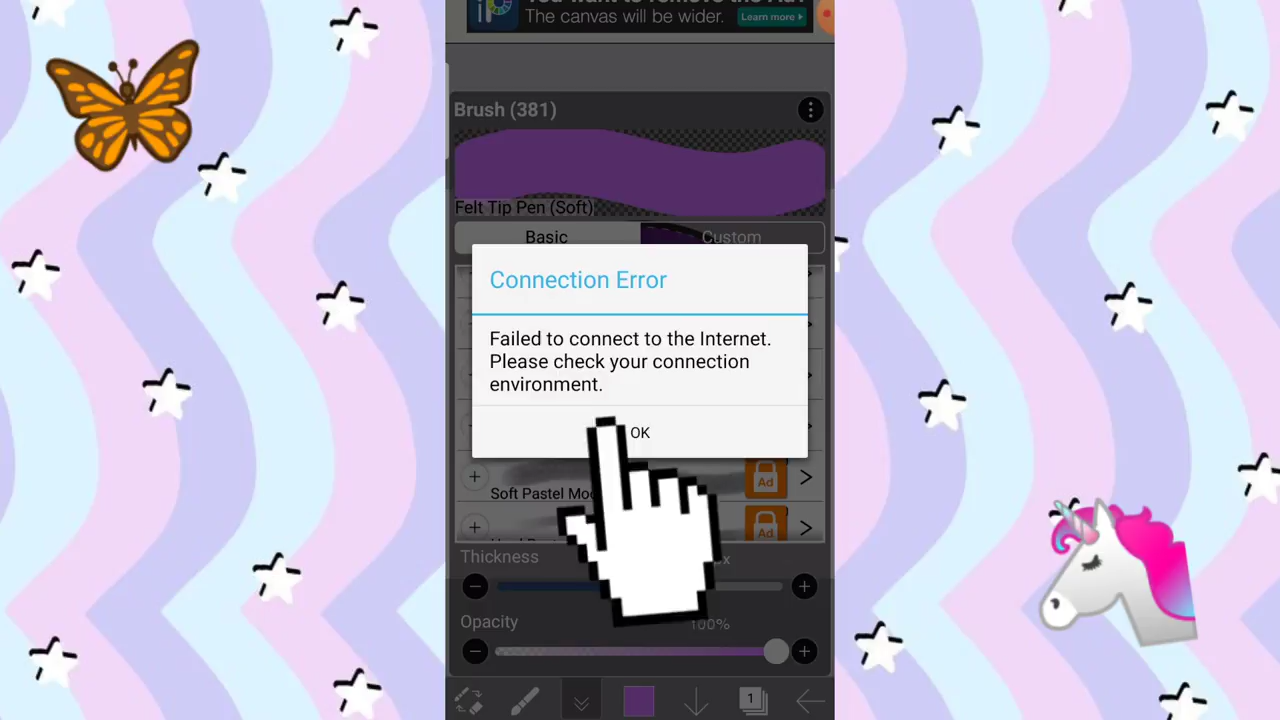 The canvas will be wider.
Learn more
Brush (381)
Felt Tip Pen (Soft)
Basic
Custom
Connection Error
Failed to connect to the Internet.
Please check your connection
environment.
OK
Ad
Soft Pastel
Ad
Thickness
Opacity
100%
1